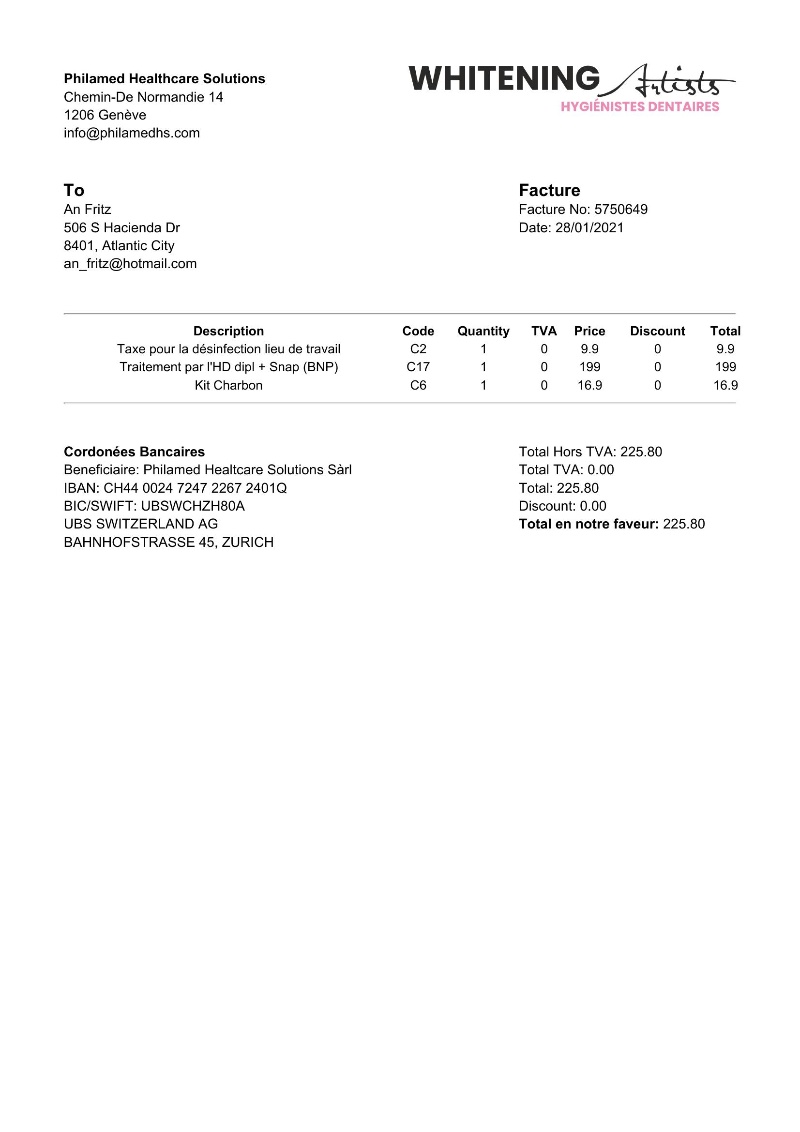 Philamed Healthcare Solutions
Chemin-De Normandie 14
1206 Genève
info@philamedhs.com
WHITENING Artists
HYGIÉNISTES DENTAIRES
To
An Fritz
506 S Hacienda Dr
8401, Atlantic City
an_fritz@hotmail.com
Facture
Facture No: 5750649
Date: 28/01/2021
Description Code Quantity TVA Price Discount Total
Taxe pour la désinfection lieu de travail C2 1 0 9.9 0 9.9
Traitement par l'HD dipl + Snap (BNP) C17 1 0 199 0 199
Kit Charbon C6 1 0 16.9 0 16.9
Cordonées Bancaires
Beneficiaire: Philamed Healtcare Solutions Sàrl
IBAN: CH44 0024 7247 2267 2401Q
BIC/SWIFT: UBSWCHZH80A
UBS SWITZERLAND AG
BAHNHOFSTRASSE 45, ZURICH
Total Hors TVA: 225.80
Total TVA: 0.00
Total: 225.80
Discount: 0.00
Total en notre faveur: 225.80